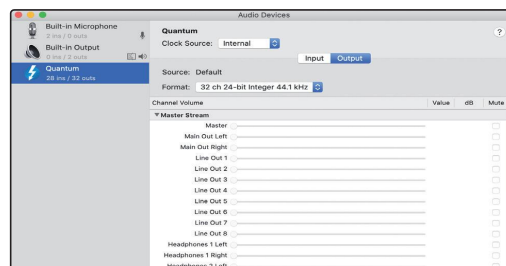 Audio Devices
Built-in Microphone
2 ins / 0 outs
Built-in Output
0 ins / 2 outs
Quantum
28 ins / 32 outs
Quantum
?
Clock Source: Internal
Input Output
Source: Default
Format: 32 ch 24-bit Integer 44.1 kHz
Channel Volume Value dB Mute
▼ Master Stream
Master
Main Out Left
Main Out Right
Line Out 1
Line Out 2
Line Out 3
Line Out 4
Line Out 5
Line Out 6
Line Out 7
Line Out 8
Headphones 1 Left
Headphones 1 Right
Headphones 2 Left